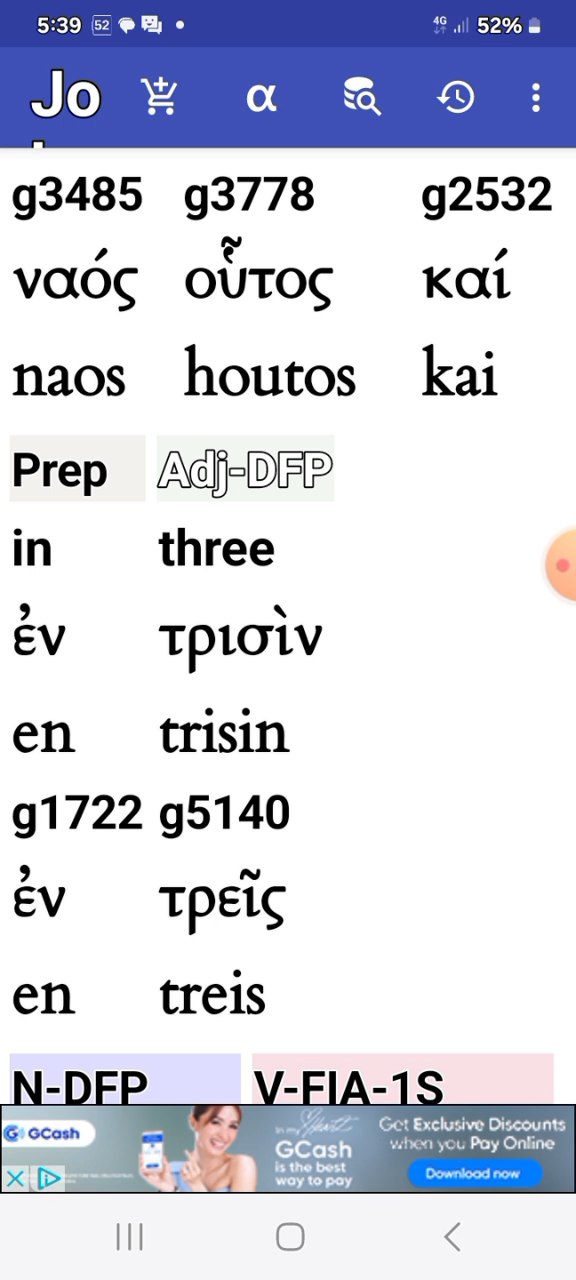 5:39 52 4G 52%
Jo α
g3485 g3778 g2532
ναός οὗτος καί
naos houtos kai
Prep Adj-DFP
in three
ἐν τρισὶν
en trisin
g1722 g5140
ἐν τρεῖς
en treis
N-DFP V-FIA-1S
GCash
GCash
is the best
way to pay
Get Exclusive Discounts
when you Pay Online
Download now